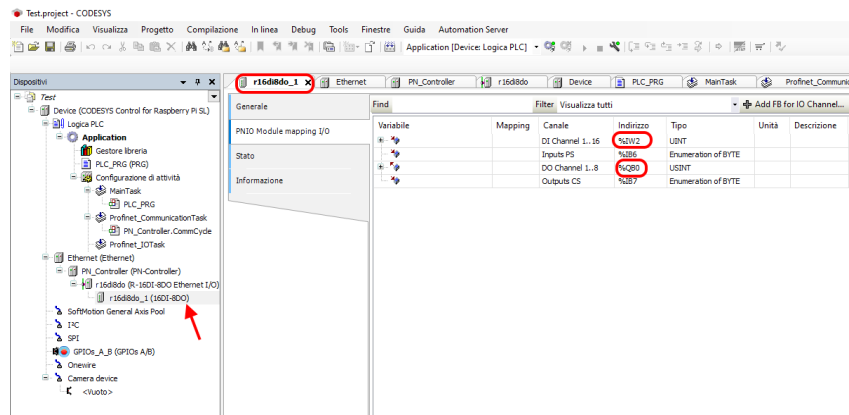 Test.project - CODESYS
File Modifica Visualizza Progetto Compilazione In linea Debug Tools Finestre Guida Automation Server
Application [Device: Logica PLC]
Dispositivi
r16di8do_1 Ethernet PN_Controller r16di8do Device PLC_PRG MainTask Profinet_Communic
Test
Device (CODESYS Control for Raspberry Pi SL)
Logica PLC
Application
Gestore libreria
PLC_PRG (PRG)
Configurazione di attività
MainTask
PLC_PRG
Profinet_CommunicationTask
PN_Controller.CommCycle
Profinet_IOTask
Ethernet (Ethernet)
PN_Controller (PN-Controller)
r16di8do (R-16DI-8DO Ethernet I/O)
r16di8do_1 (16DI-8DO)
SoftMotion General Axis Pool
I²C
SPI
GPIOs_A_B (GPIOs A/B)
Onewire
Camera device
<Vuoto>
Generale
PNIO Module mapping I/O
Stato
Informazione
Find Filter Visualizza tutti Add FB for IO Channel...
Variabile Mapping Canale Indirizzo Tipo Unità Descrizione
DI Channel 1..16 %IW2 UINT
Inputs PS %IB6 Enumeration of BYTE
DO Channel 1..8 %QB0 USINT
Outputs CS %IB7 Enumeration of BYTE